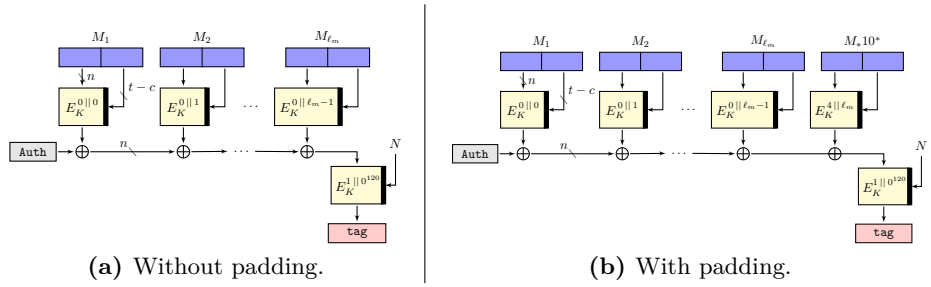 M_1 M_2 M_{ℓ_m}
n t − c
E_K^{0 || 0} E_K^{0 || 1} ... E_K^{0 || ℓ_m−1}
Auth n ... N
E_K^{1 || 0^{120}}
tag
(a) Without padding.
M_1 M_2 M_{ℓ_m} M_*10^*
n t − c
E_K^{0 || 0} E_K^{0 || 1} ... E_K^{0 || ℓ_m−1} E_K^{4 || ℓ_m}
Auth n ... N
E_K^{1 || 0^{120}}
tag
(b) With padding.